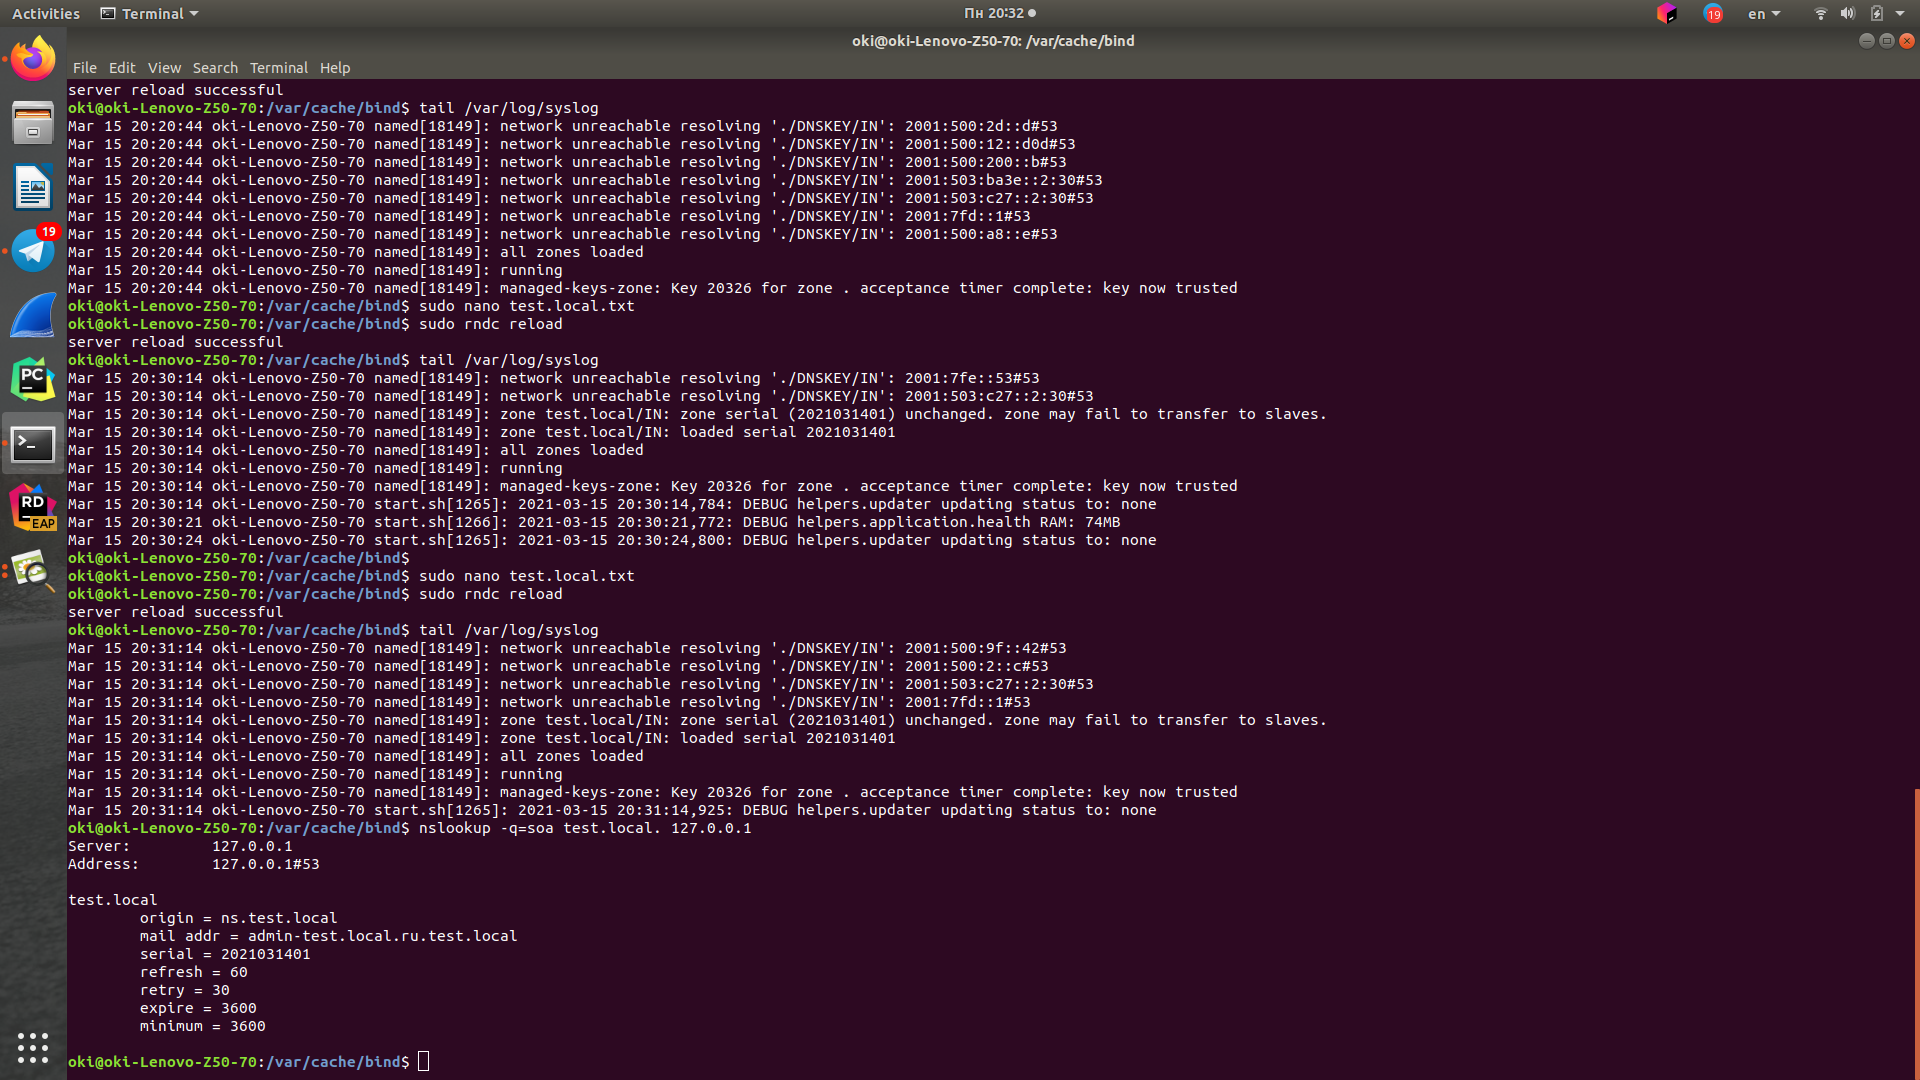 Activities Terminal Пн 20:32 19 en
oki@oki-Lenovo-Z50-70: /var/cache/bind
File Edit View Search Terminal Help
server reload successful
oki@oki-Lenovo-Z50-70:/var/cache/bind$ tail /var/log/syslog
Mar 15 20:20:44 oki-Lenovo-Z50-70 named[18149]: network unreachable resolving './DNSKEY/IN': 2001:500:2d::d#53
Mar 15 20:20:44 oki-Lenovo-Z50-70 named[18149]: network unreachable resolving './DNSKEY/IN': 2001:500:12::d0d#53
Mar 15 20:20:44 oki-Lenovo-Z50-70 named[18149]: network unreachable resolving './DNSKEY/IN': 2001:500:200::b#53
Mar 15 20:20:44 oki-Lenovo-Z50-70 named[18149]: network unreachable resolving './DNSKEY/IN': 2001:503:ba3e::2:30#53
Mar 15 20:20:44 oki-Lenovo-Z50-70 named[18149]: network unreachable resolving './DNSKEY/IN': 2001:503:c27::2:30#53
Mar 15 20:20:44 oki-Lenovo-Z50-70 named[18149]: network unreachable resolving './DNSKEY/IN': 2001:7fd::1#53
Mar 15 20:20:44 oki-Lenovo-Z50-70 named[18149]: network unreachable resolving './DNSKEY/IN': 2001:500:a8::e#53
Mar 15 20:20:44 oki-Lenovo-Z50-70 named[18149]: all zones loaded
Mar 15 20:20:44 oki-Lenovo-Z50-70 named[18149]: running
Mar 15 20:20:44 oki-Lenovo-Z50-70 named[18149]: managed-keys-zone: Key 20326 for zone . acceptance timer complete: key now trusted
oki@oki-Lenovo-Z50-70:/var/cache/bind$ sudo nano test.local.txt
oki@oki-Lenovo-Z50-70:/var/cache/bind$ sudo rndc reload
server reload successful
oki@oki-Lenovo-Z50-70:/var/cache/bind$ tail /var/log/syslog
Mar 15 20:30:14 oki-Lenovo-Z50-70 named[18149]: network unreachable resolving './DNSKEY/IN': 2001:7fe::53#53
Mar 15 20:30:14 oki-Lenovo-Z50-70 named[18149]: network unreachable resolving './DNSKEY/IN': 2001:503:c27::2:30#53
Mar 15 20:30:14 oki-Lenovo-Z50-70 named[18149]: zone test.local/IN: zone serial (2021031401) unchanged. zone may fail to transfer to slaves.
Mar 15 20:30:14 oki-Lenovo-Z50-70 named[18149]: zone test.local/IN: loaded serial 2021031401
Mar 15 20:30:14 oki-Lenovo-Z50-70 named[18149]: all zones loaded
Mar 15 20:30:14 oki-Lenovo-Z50-70 named[18149]: running
Mar 15 20:30:14 oki-Lenovo-Z50-70 named[18149]: managed-keys-zone: Key 20326 for zone . acceptance timer complete: key now trusted
Mar 15 20:30:14 oki-Lenovo-Z50-70 start.sh[1265]: 2021-03-15 20:30:14,784: DEBUG helpers.updater updating status to: none
Mar 15 20:30:21 oki-Lenovo-Z50-70 start.sh[1266]: 2021-03-15 20:30:21,772: DEBUG helpers.application.health RAM: 74MB
Mar 15 20:30:24 oki-Lenovo-Z50-70 start.sh[1265]: 2021-03-15 20:30:24,800: DEBUG helpers.updater updating status to: none
oki@oki-Lenovo-Z50-70:/var/cache/bind$
oki@oki-Lenovo-Z50-70:/var/cache/bind$ sudo nano test.local.txt
oki@oki-Lenovo-Z50-70:/var/cache/bind$ sudo rndc reload
server reload successful
oki@oki-Lenovo-Z50-70:/var/cache/bind$ tail /var/log/syslog
Mar 15 20:31:14 oki-Lenovo-Z50-70 named[18149]: network unreachable resolving './DNSKEY/IN': 2001:500:9f::42#53
Mar 15 20:31:14 oki-Lenovo-Z50-70 named[18149]: network unreachable resolving './DNSKEY/IN': 2001:500:2::c#53
Mar 15 20:31:14 oki-Lenovo-Z50-70 named[18149]: network unreachable resolving './DNSKEY/IN': 2001:503:c27::2:30#53
Mar 15 20:31:14 oki-Lenovo-Z50-70 named[18149]: network unreachable resolving './DNSKEY/IN': 2001:7fd::1#53
Mar 15 20:31:14 oki-Lenovo-Z50-70 named[18149]: zone test.local/IN: zone serial (2021031401) unchanged. zone may fail to transfer to slaves.
Mar 15 20:31:14 oki-Lenovo-Z50-70 named[18149]: zone test.local/IN: loaded serial 2021031401
Mar 15 20:31:14 oki-Lenovo-Z50-70 named[18149]: all zones loaded
Mar 15 20:31:14 oki-Lenovo-Z50-70 named[18149]: running
Mar 15 20:31:14 oki-Lenovo-Z50-70 named[18149]: managed-keys-zone: Key 20326 for zone . acceptance timer complete: key now trusted
Mar 15 20:31:14 oki-Lenovo-Z50-70 start.sh[1265]: 2021-03-15 20:31:14,925: DEBUG helpers.updater updating status to: none
oki@oki-Lenovo-Z50-70:/var/cache/bind$ nslookup -q=soa test.local. 127.0.0.1
Server: 127.0.0.1
Address: 127.0.0.1#53
test.local
origin = ns.test.local
mail addr = admin-test.local.ru.test.local
serial = 2021031401
refresh = 60
retry = 30
expire = 3600
minimum = 3600
oki@oki-Lenovo-Z50-70:/var/cache/bind$
19
PC
>_
RD
EAP